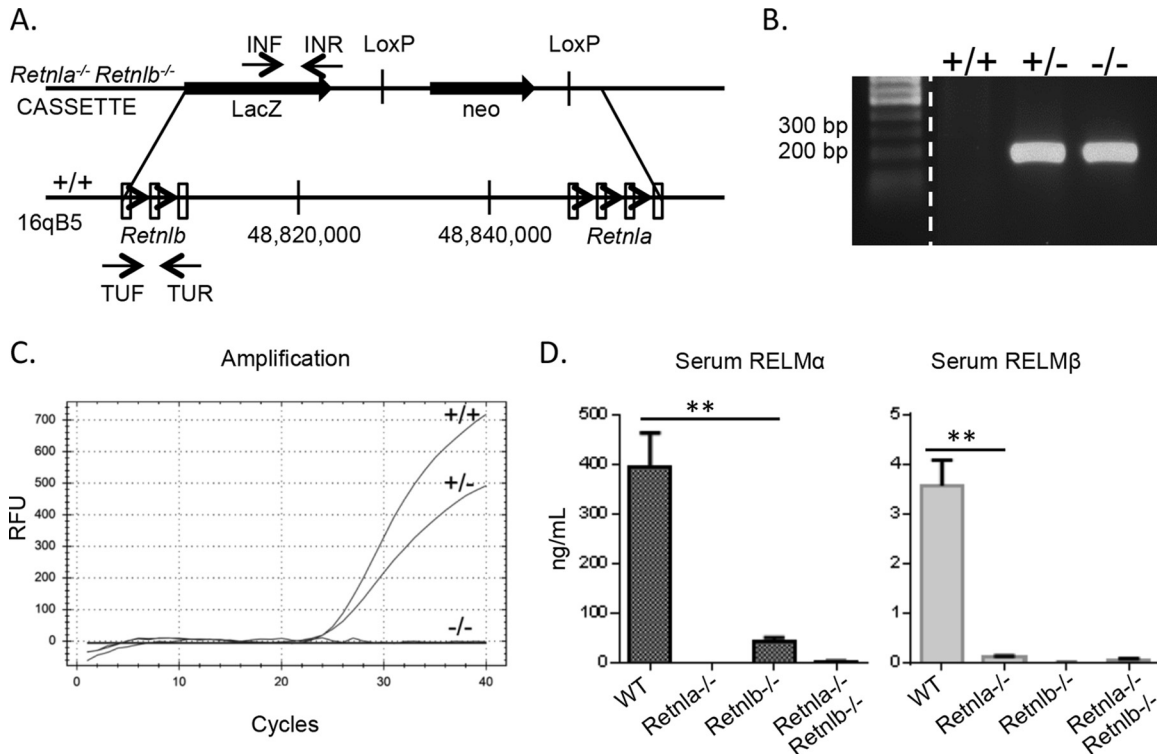 A.
INF INR LoxP LoxP
Retnla-/- Retnlb-/-
CASSETTE
LacZ neo
+/+
16qB5
Retnlb 48,820,000 48,840,000 Retnla
TUF TUR
B.
+/+ +/- -/-
300 bp
200 bp
C.
Amplification
RFU
700
600
500
400
300
200
100
0
+/+
+/-
-/-
0 10 20 30 40
Cycles
D.
Serum RELMα
ng/mL
500
400
300
200
100
0
**
WT
Retnla-/-
Retnlb-/-
Retnla-/-
Retnlb-/-
Serum RELMβ
5
4
3
2
1
0
**
WT
Retnla-/-
Retnlb-/-
Retnla-/-
Retnlb-/-